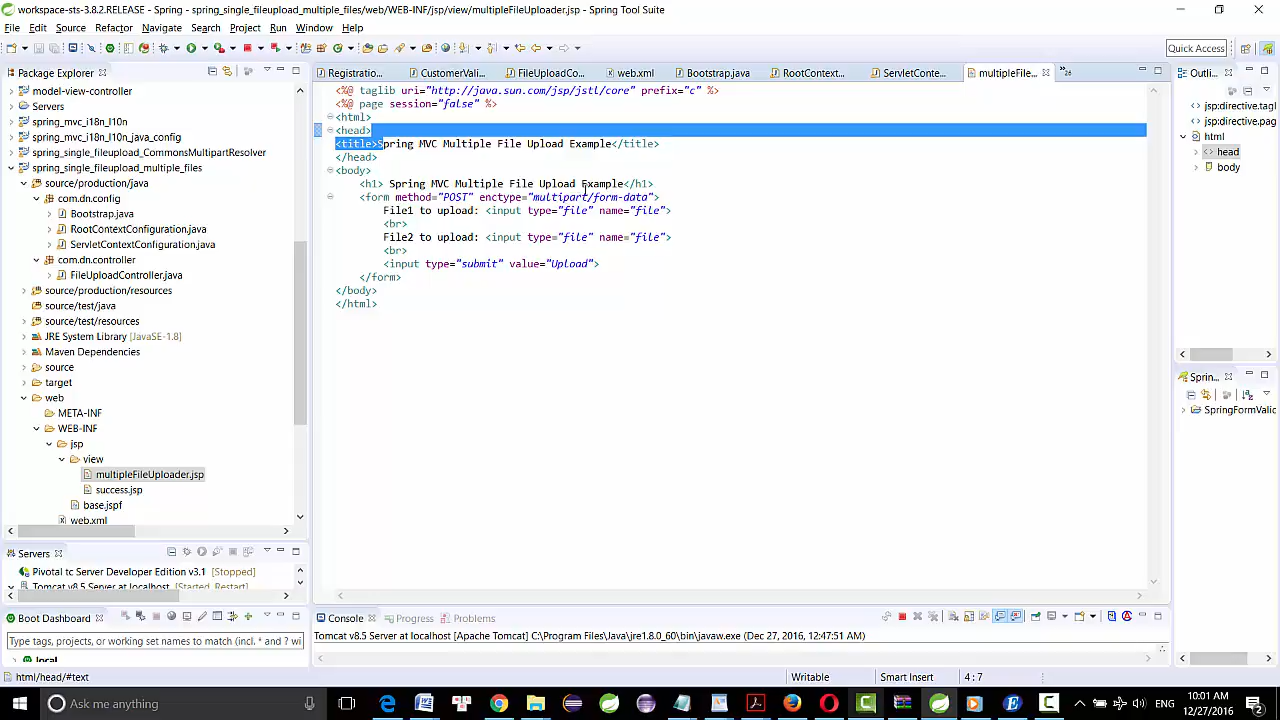 workspace-sts-3.8.2.RELEASE - spring_single_fileupload_multiple_files/web/WEB-INF/jsp/view/multipleFileUploader.jsp - Spring Tool Suite
File Edit Source Refactor Navigate Search Project Run Window Help
Quick Access
Package Explorer
model-view-controller
Servers
spring_mvc_i18n_l10n
spring_mvc_i18n_l10n_java_config
spring_single_fileupload_CommonsMultipartResolver
spring_single_fileupload_multiple_files
source/production/java
com.dn.config
Bootstrap.java
RootContextConfiguration.java
ServletContextConfiguration.java
com.dn.controller
FileUploadController.java
source/production/resources
source/test/java
source/test/resources
JRE System Library [JavaSE-1.8]
Maven Dependencies
source
target
web
META-INF
WEB-INF
jsp
view
multipleFileUploader.jsp
success.jsp
base.jspf
web.xml
Servers
Pivotal tc Server Developer Edition v3.1 [Stopped]
Tomcat v8.5 Server at localhost [Started, Restart]
Boot Dashboard
Type tags, projects, or working set names to match (incl. * and ? wi
local
Registratio... CustomerVali... FileUploadCo... web.xml Bootstrap.java RootContext... ServletConte... multipleFile... »26
<%@ taglib uri="http://java.sun.com/jsp/jstl/core" prefix="c" %>
<%@ page session="false" %>
<html>
<head>
<title>Spring MVC Multiple File Upload Example</title>
</head>
<body>
<h1> Spring MVC Multiple File Upload Example</h1>
<form method="POST" enctype="multipart/form-data">
File1 to upload: <input type="file" name="file">
<br>
File2 to upload: <input type="file" name="file">
<br>
<input type="submit" value="Upload">
</form>
</body>
</html>
Console Progress Problems
Tomcat v8.5 Server at localhost [Apache Tomcat] C:\Program Files\Java\jre1.8.0_60\bin\javaw.exe (Dec 27, 2016, 12:47:51 AM)
Outli...
jsp:directive.tag
jsp:directive.pag
html
head
body
Sprin...
SpringFormValid
html/head/#text
Writable
Smart Insert
4 : 7
Ask me anything
ENG
10:01 AM
12/27/2016
2